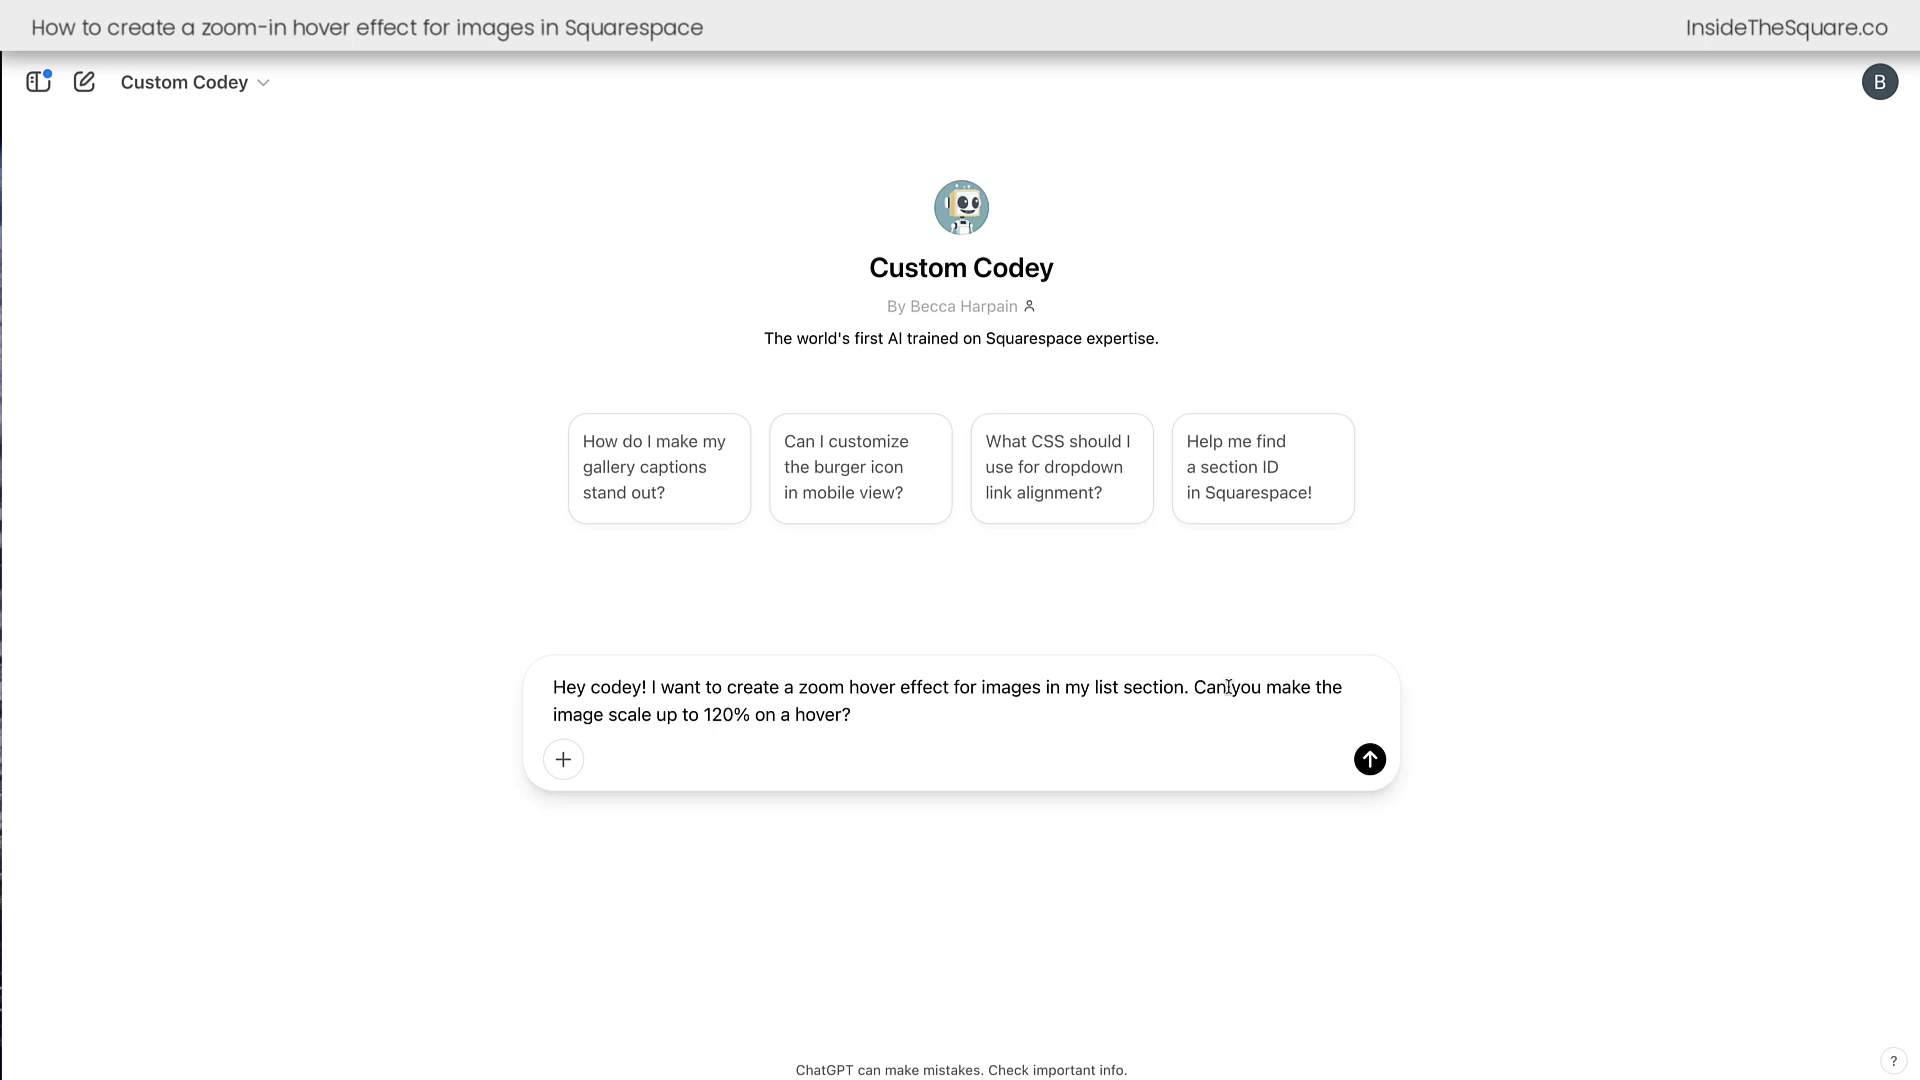 How to create a zoom-in hover effect for images in Squarespace
InsideTheSquare.co
Custom Codey
B
Custom Codey
By Becca Harpain
The world's first AI trained on Squarespace expertise.
How do I make my
gallery captions
stand out?
Can I customize
the burger icon
in mobile view?
What CSS should I
use for dropdown
link alignment?
Help me find
a section ID
in Squarespace!
Hey codey! I want to create a zoom hover effect for images in my list section. Can you make the
image scale up to 120% on a hover?
ChatGPT can make mistakes. Check important info.
?